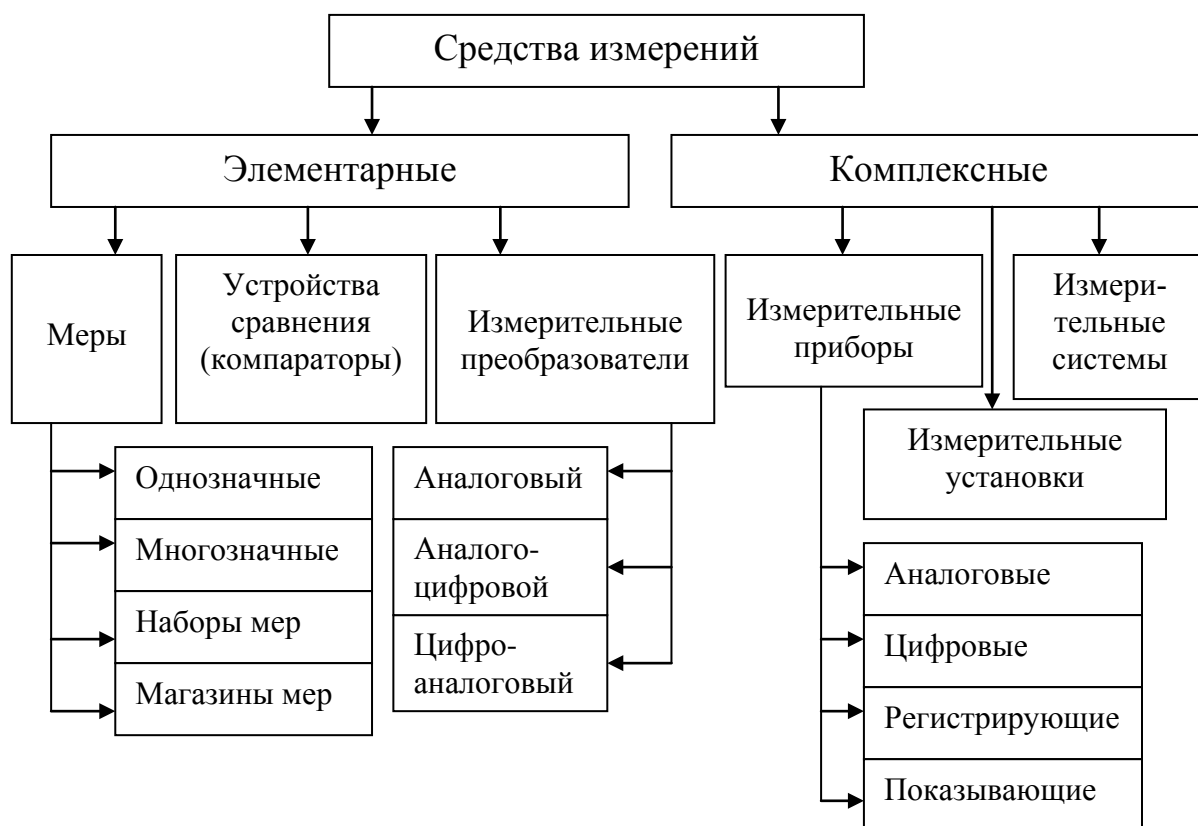 Средства измерений
Элементарные
Комплексные
Меры
Устройства
сравнения
(компараторы)
Измерительные
преобразователи
Измерительные
приборы
Измери-
тельные
системы
Измерительные
установки
Однозначные
Многозначные
Наборы мер
Магазины мер
Аналоговый
Аналого-
цифровой
Цифро-
аналоговый
Аналоговые
Цифровые
Регистрирующие
Показывающие